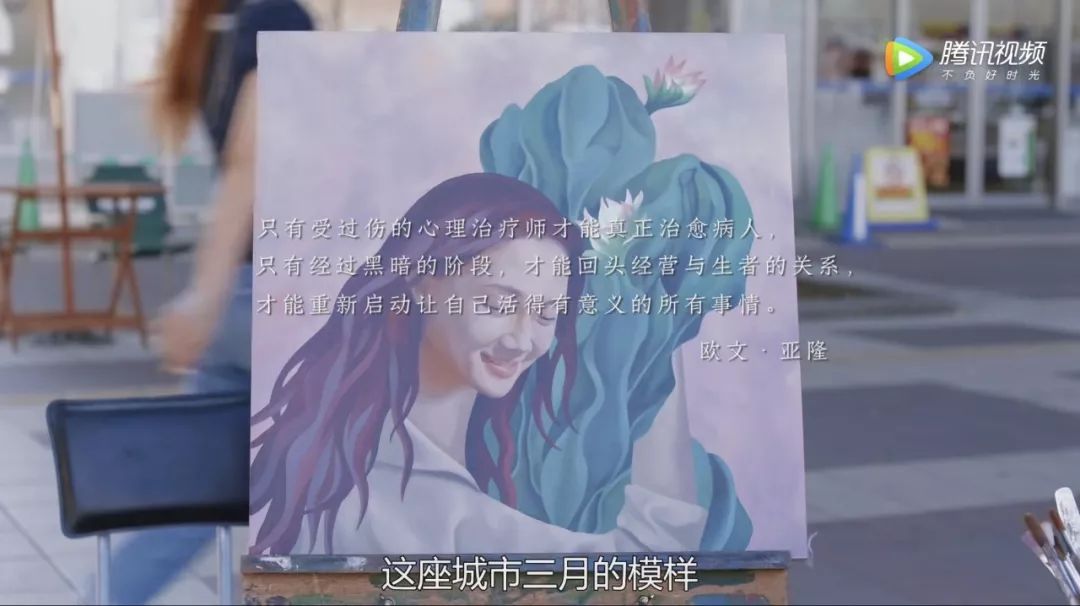 腾讯视频
不负好时光
只有受过伤的心理治疗师才能真正治愈病人，
只有经过黑暗的阶段，才能回头经营与生者的关系，
才能重新启动让自己活得有意义的所有事情。
欧文·亚隆
这座城市三月的模样